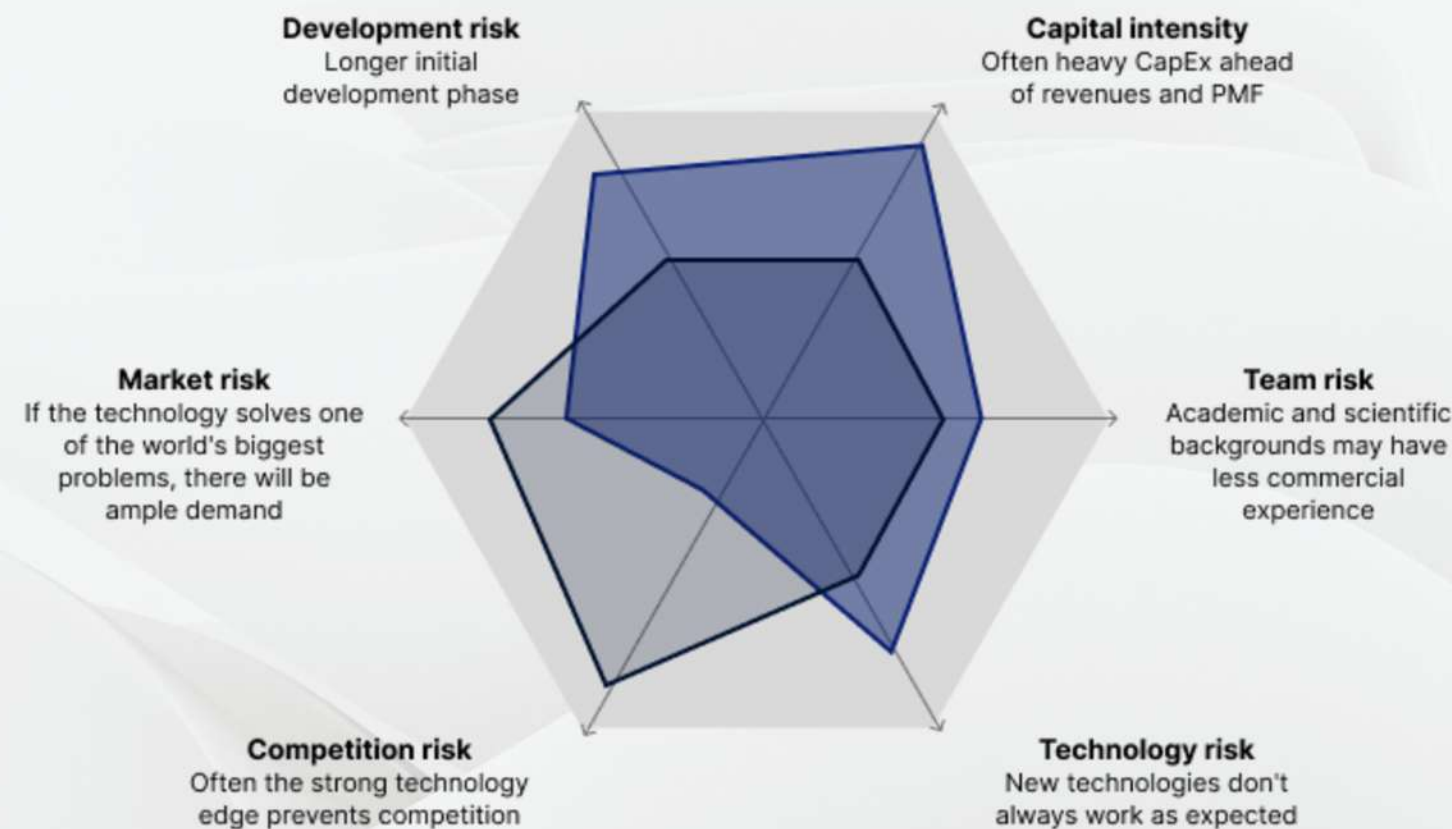 Development risk
Longer initial
development phase
Capital intensity
Often heavy CapEx ahead
of revenues and PMF
Market risk
If the technology solves one
of the world's biggest
problems, there will be
ample demand
Team risk
Academic and scientific
backgrounds may have
less commercial
experience
Competition risk
Often the strong technology
edge prevents competition
Technology risk
New technologies don't
always work as expected